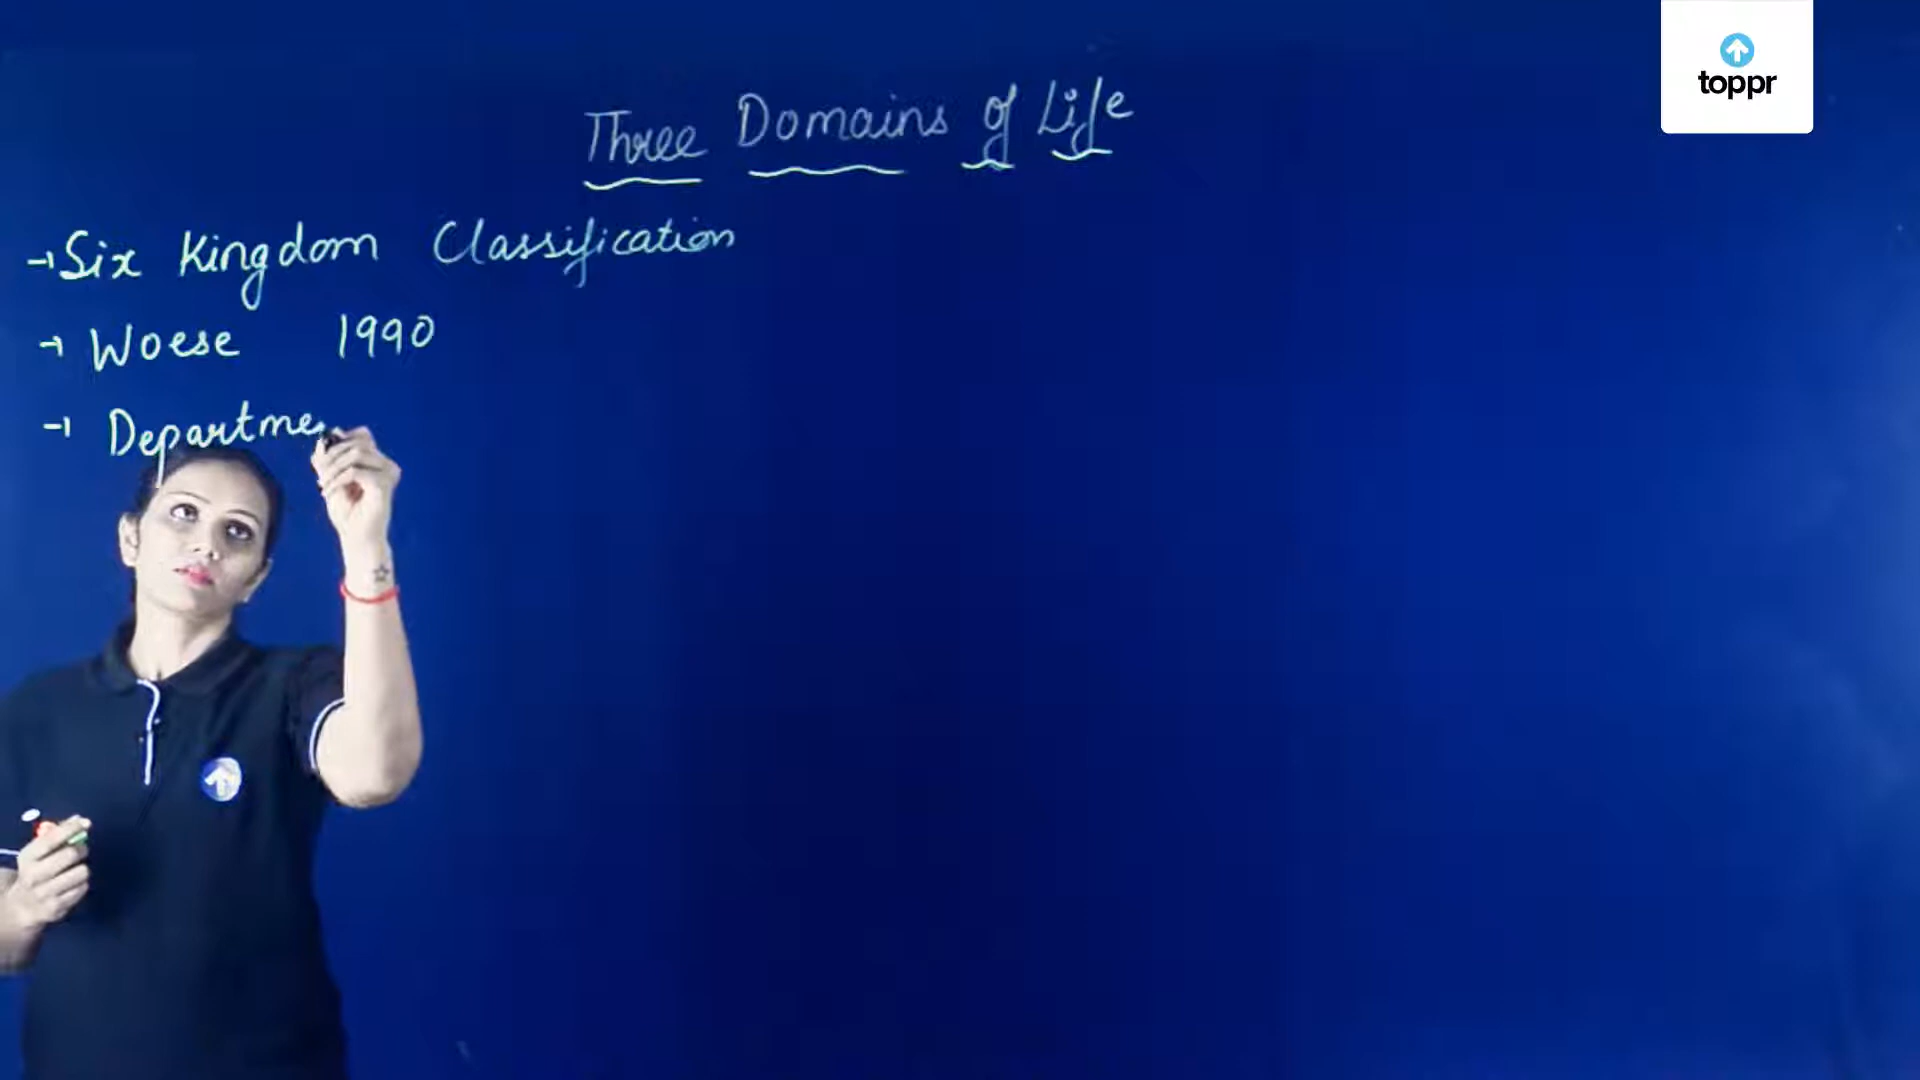 toppr
Three Domains of Life
→ Six Kingdom Classification
→ Woese 1990
→ Departme